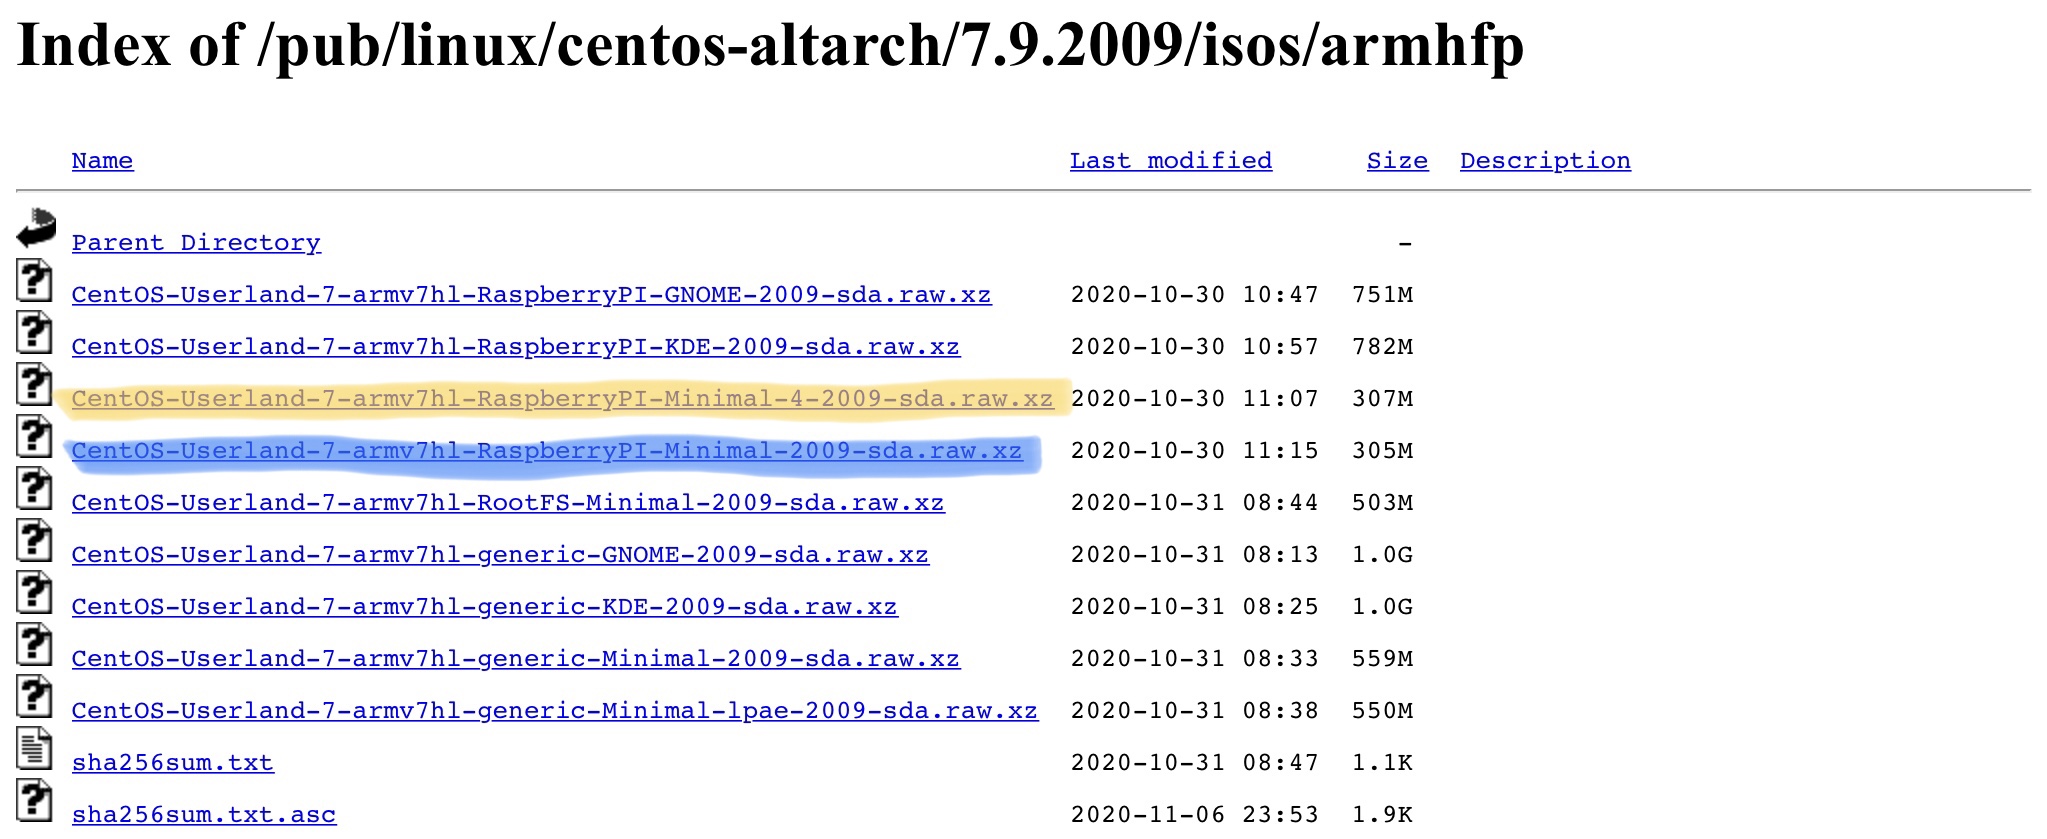 Index of /pub/linux/centos-altarch/7.9.2009/isos/armhfp
Name Last modified Size Description
Parent Directory -
CentOS-Userland-7-armv7hl-RaspberryPI-GNOME-2009-sda.raw.xz 2020-10-30 10:47 751M
CentOS-Userland-7-armv7hl-RaspberryPI-KDE-2009-sda.raw.xz 2020-10-30 10:57 782M
CentOS-Userland-7-armv7hl-RaspberryPI-Minimal-4-2009-sda.raw.xz 2020-10-30 11:07 307M
CentOS-Userland-7-armv7hl-RaspberryPI-Minimal-2009-sda.raw.xz 2020-10-30 11:15 305M
CentOS-Userland-7-armv7hl-RootFS-Minimal-2009-sda.raw.xz 2020-10-31 08:44 503M
CentOS-Userland-7-armv7hl-generic-GNOME-2009-sda.raw.xz 2020-10-31 08:13 1.0G
CentOS-Userland-7-armv7hl-generic-KDE-2009-sda.raw.xz 2020-10-31 08:25 1.0G
CentOS-Userland-7-armv7hl-generic-Minimal-2009-sda.raw.xz 2020-10-31 08:33 559M
CentOS-Userland-7-armv7hl-generic-Minimal-lpae-2009-sda.raw.xz 2020-10-31 08:38 550M
sha256sum.txt 2020-10-31 08:47 1.1K
sha256sum.txt.asc 2020-11-06 23:53 1.9K